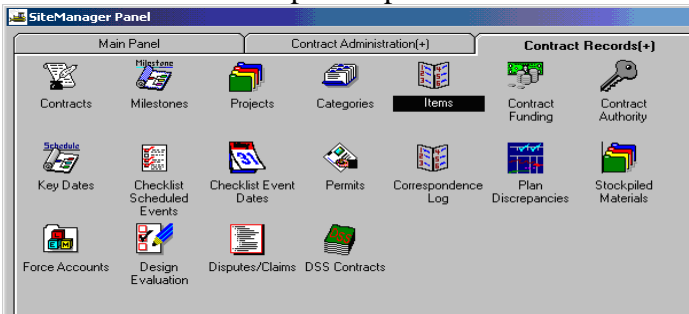 SiteManager Panel
Main Panel
Contract Administration(+)
Contract Records(+)
Milestone
Contracts
Milestones
Projects
Categories
Items
Contract
Funding
Contract
Authority
Schedule
Key Dates
Checklist
Scheduled
Events
Checklist Event
Dates
Permits
Correspondence
Log
Plan
Discrepancies
Stockpiled
Materials
Force Accounts
Design
Evaluation
Disputes/Claims
DSS Contracts